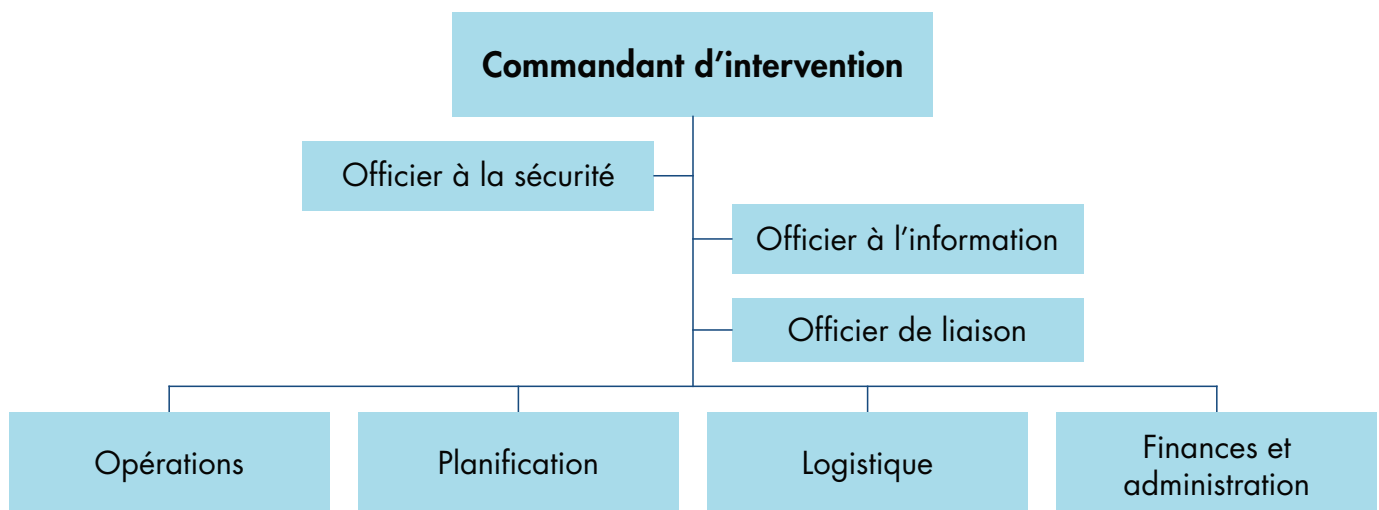 Commandant d’intervention
Officier à la sécurité
Officier à l’information
Officier de liaison
Opérations
Planification
Logistique
Finances et
administration